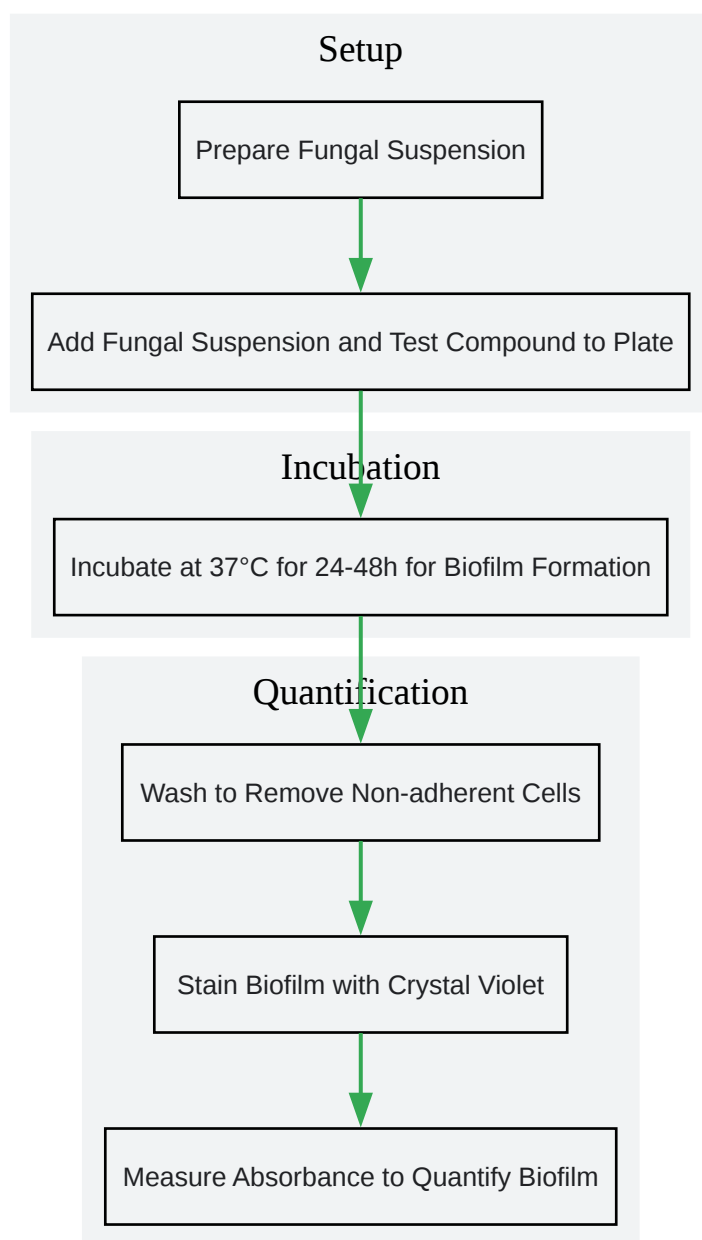 Setup
Prepare Fungal Suspension
Add Fungal Suspension and Test Compound to Plate
Incubation
Incubate at 37°C for 24-48h for Biofilm Formation
Quantification
Wash to Remove Non-adherent Cells
Stain Biofilm with Crystal Violet
Measure Absorbance to Quantify Biofilm